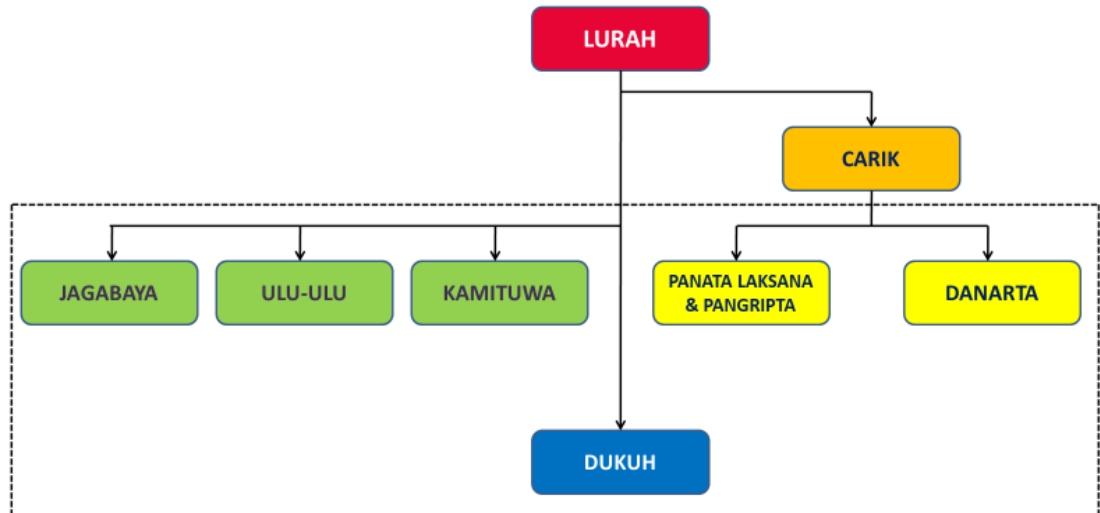 LURAH
CARIK
JAGABAYA
ULU-ULU
KAMITUWA
PANATA LAKSANA
& PANGRIPTA
DANARTA
DUKUH